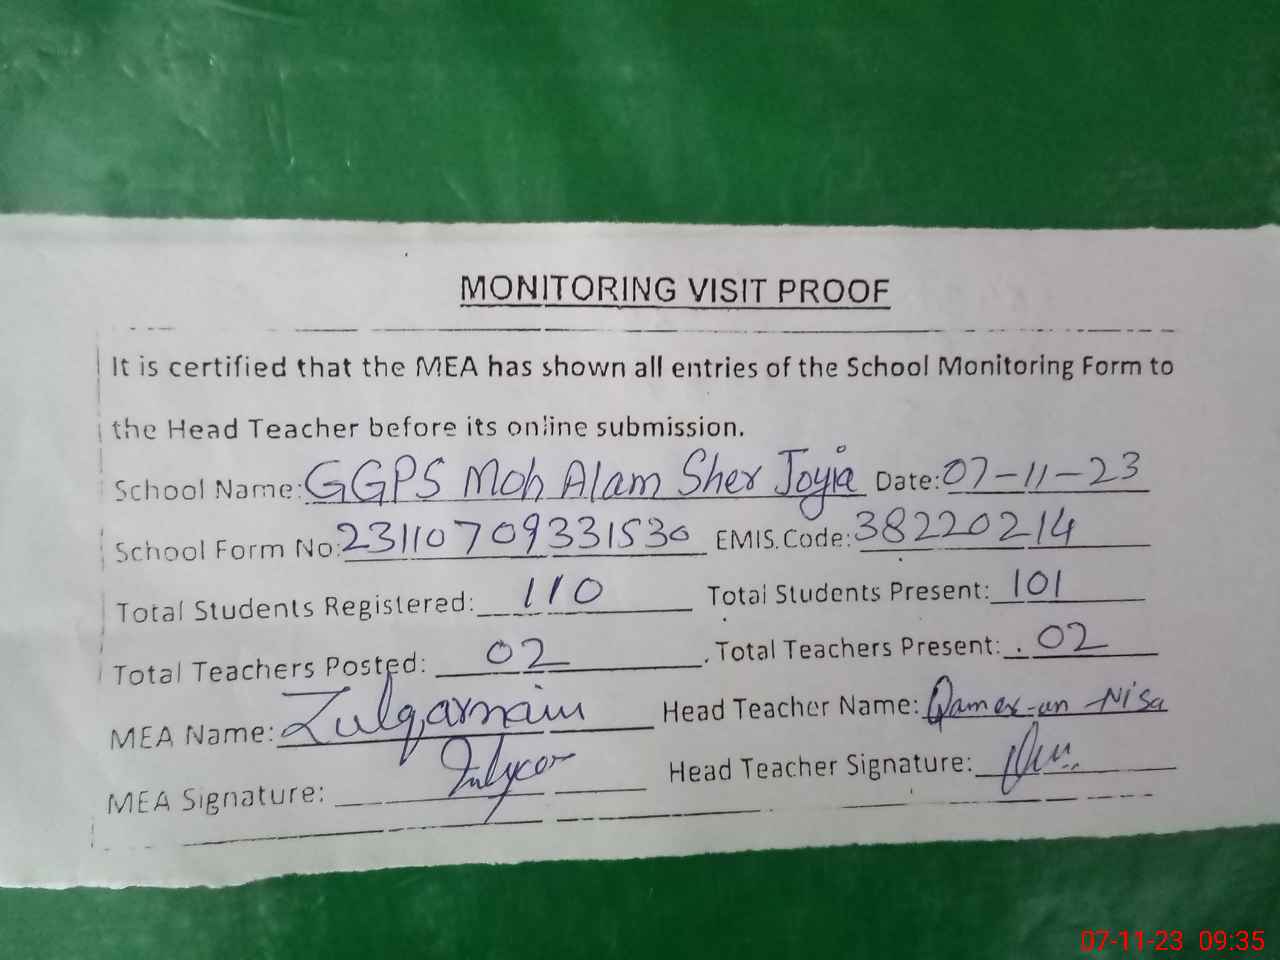 MONITORING VISIT PROOF
It is certified that the MEA has shown all entries of the School Monitoring Form to
the Head Teacher before its online submission.
School Name: GGPS Moh Alam Sher Joyia Date: 07-11-23
School Form No: 23110709331530 EMIS.Code: 38220214
Total Students Registered: 110 Total Students Present: 101
Total Teachers Posted: 02 Total Teachers Present: 02
MEA Name: Zulqarnain Head Teacher Name: Qamer-un-Nisa
MEA Signature: Head Teacher Signature:
07-11-23 09:35